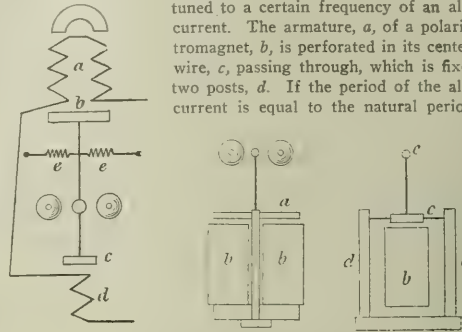 tuned to a certain frequency of an al
current. The armature, a, of a polari
tromagnet, b, is perforated in its cente
wire, c, passing through, which is fix
two posts, d. If the period of the al
current is equal to the natural perio
a
b
e e
c
d
a
b b
c
c
d
b